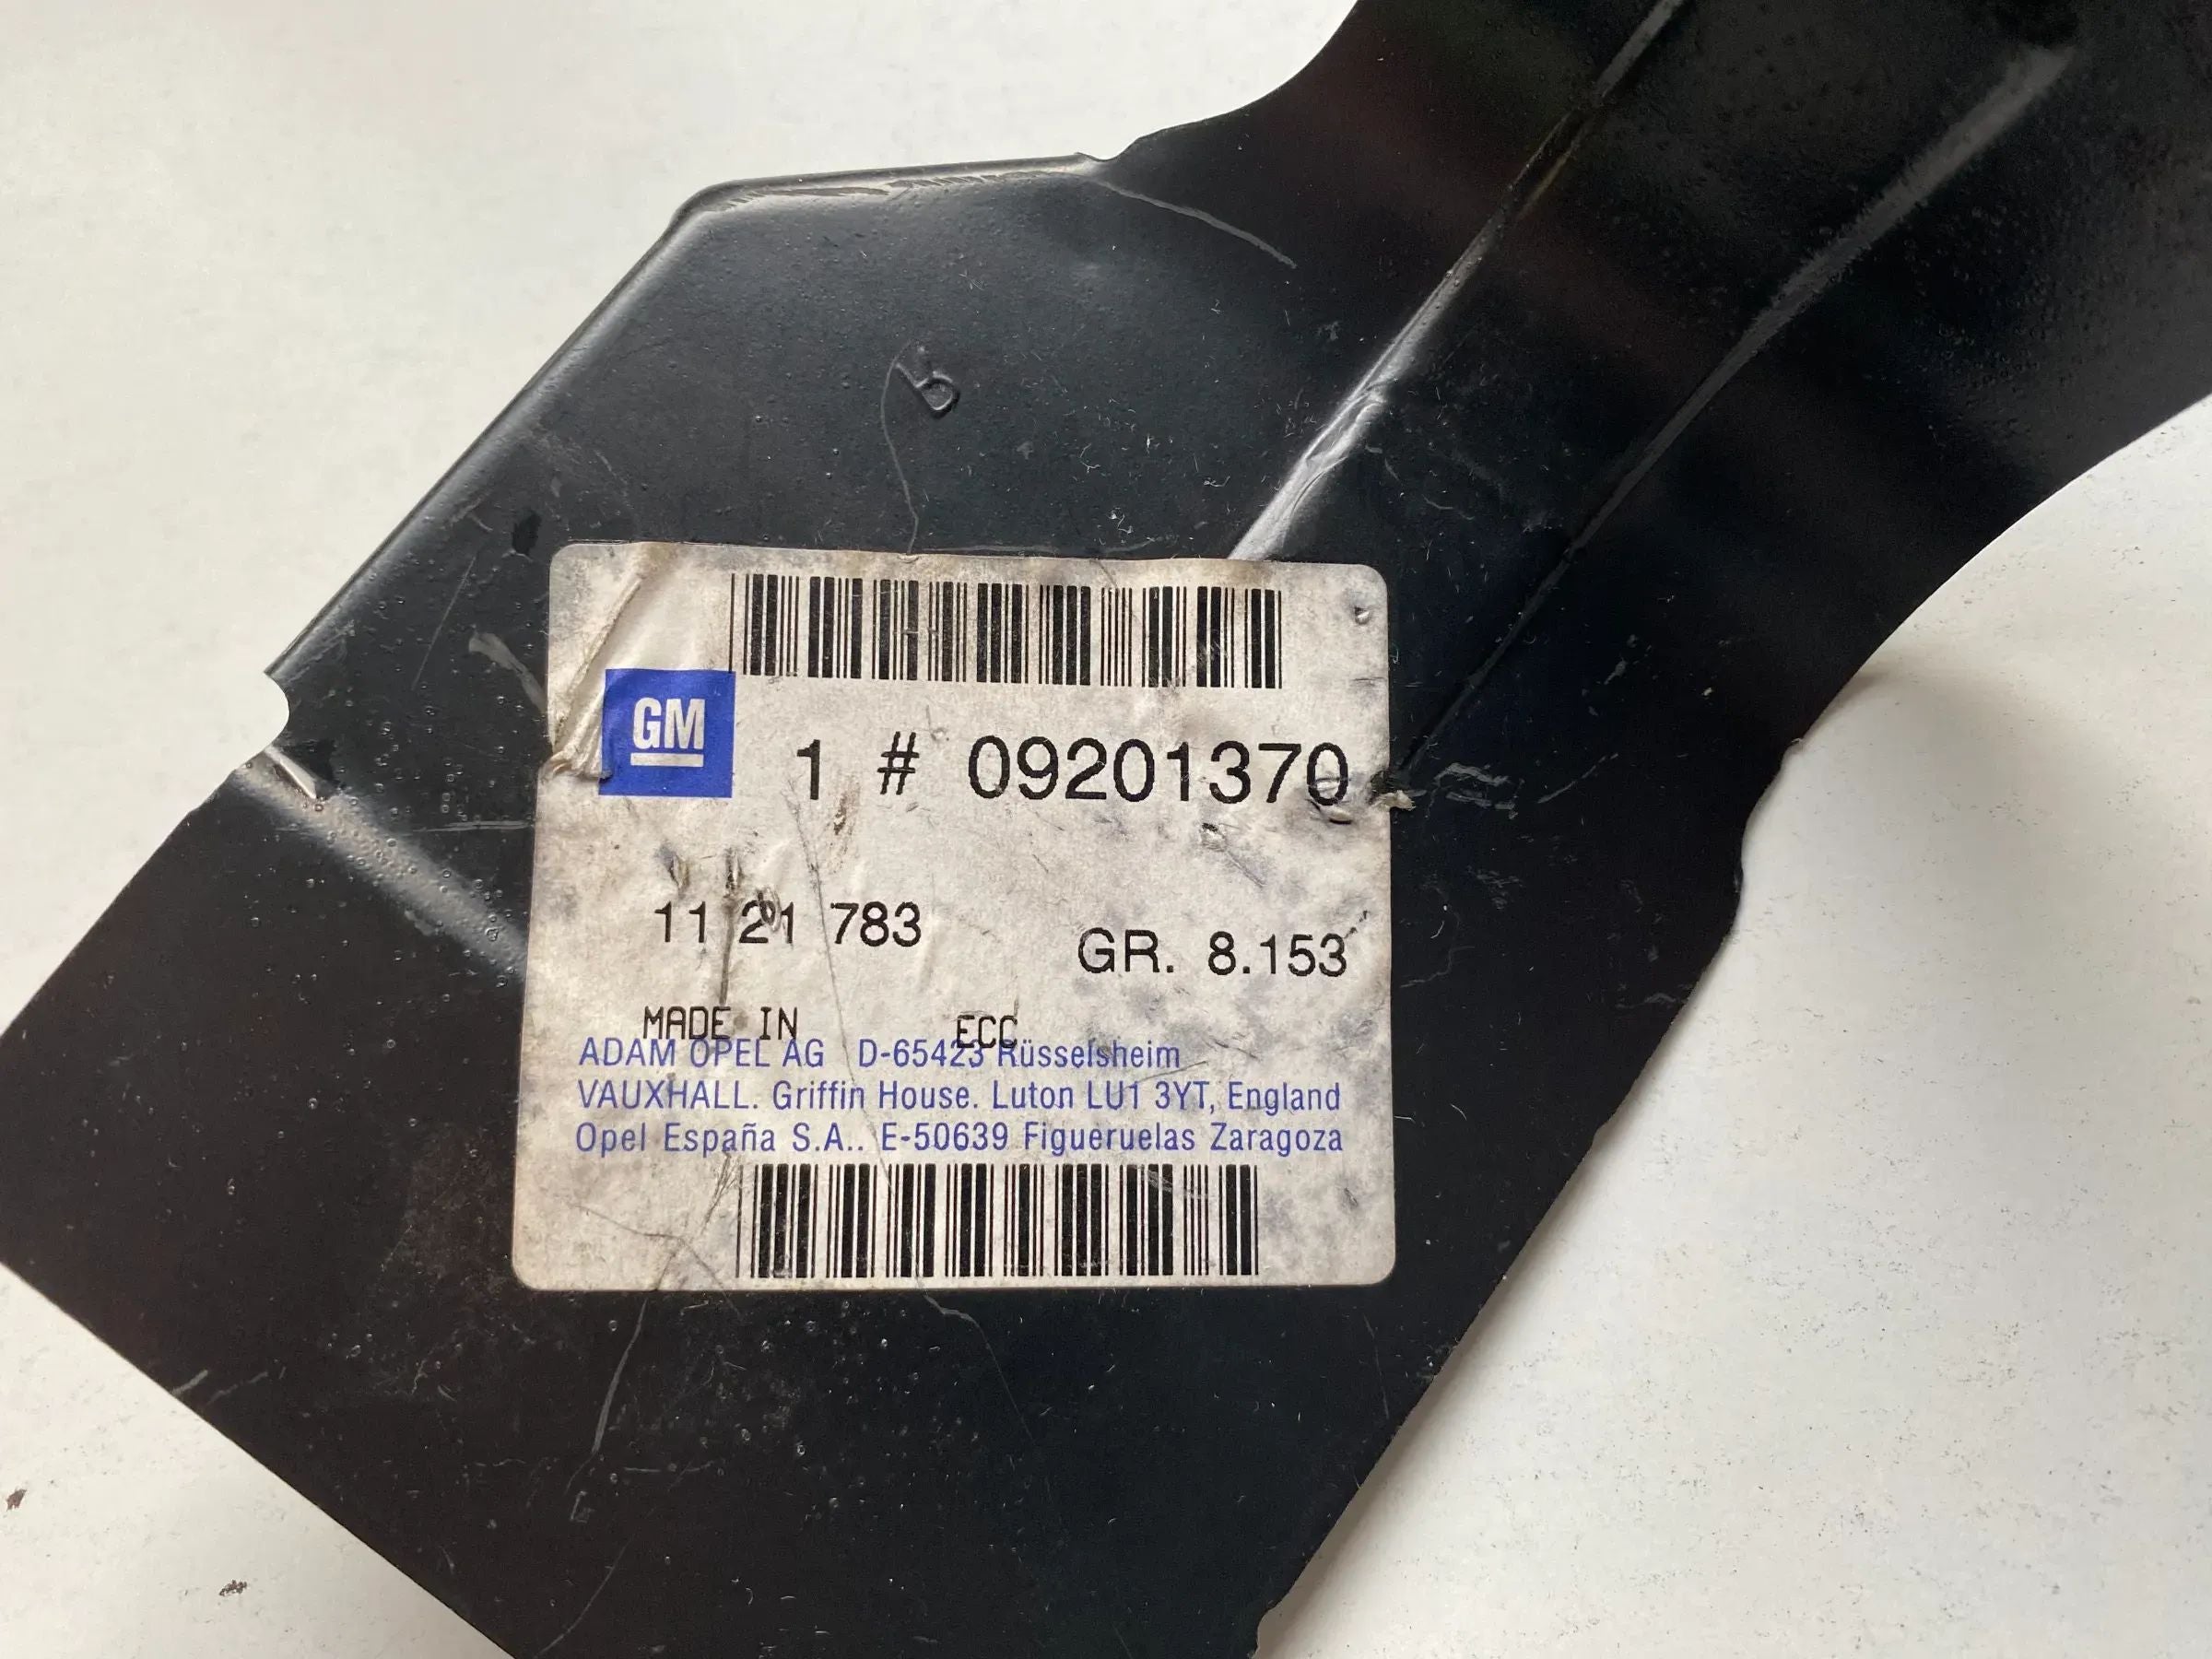 GM
1 # 09201370
11 21 783
GR. 8.153
MADE IN ECC
ADAM OPEL AG D-65423 Rüsselsheim
VAUXHALL. Griffin House. Luton LU1 3YT, England
Opel España S.A.. E-50639 Figueruelas Zaragoza